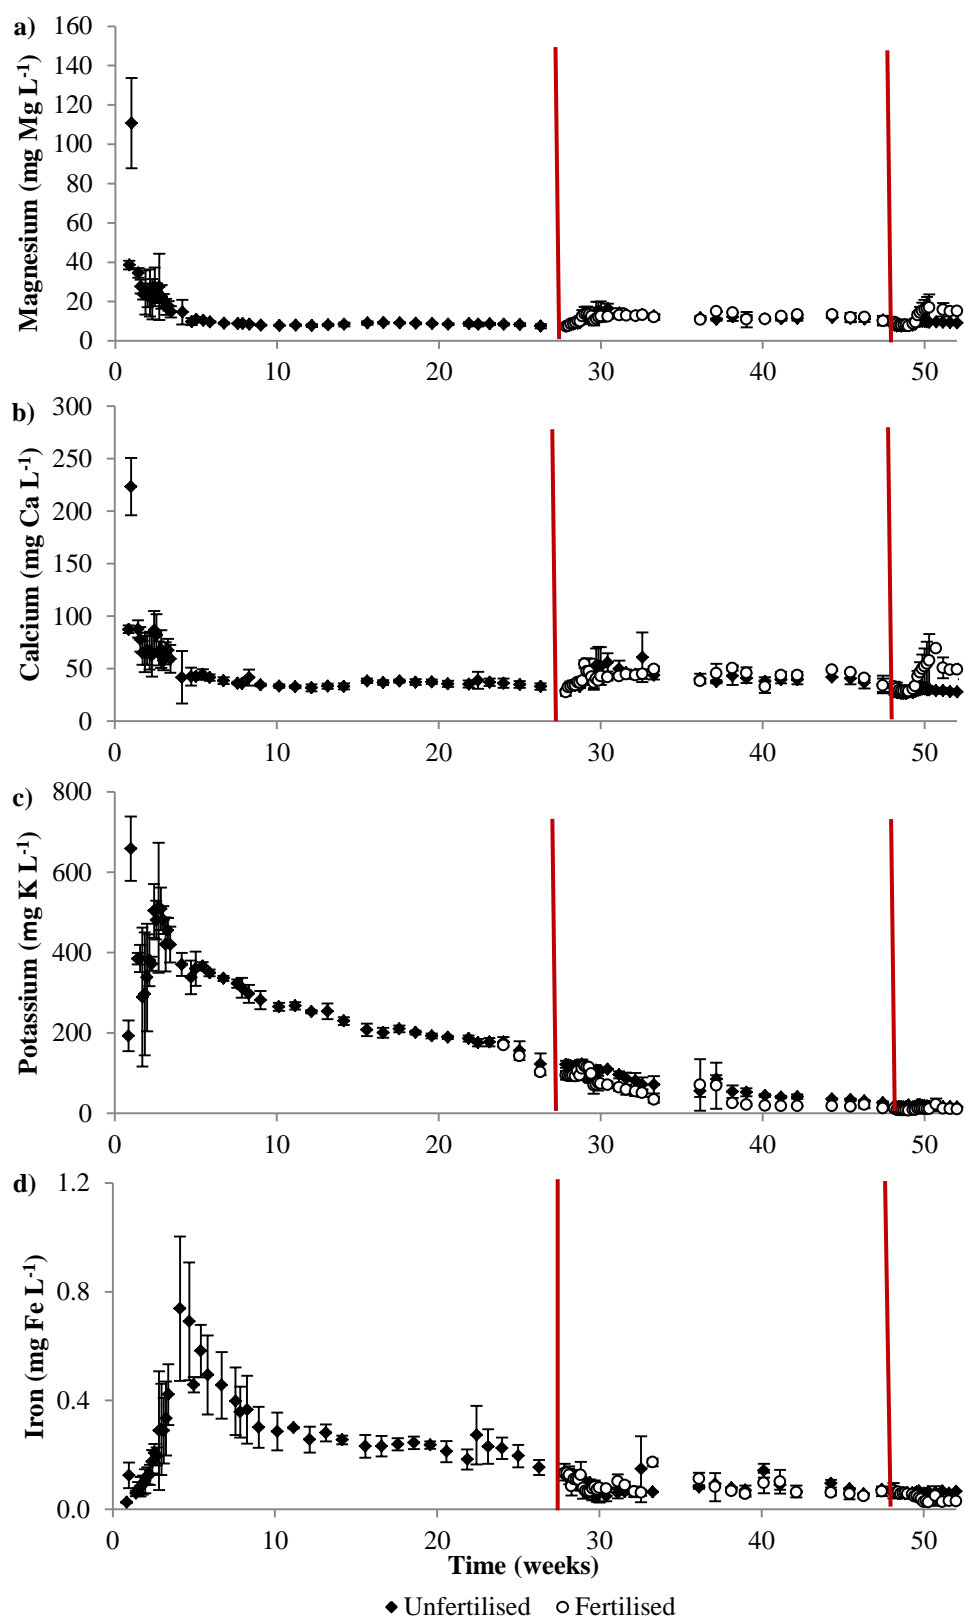 a)
Magnesium (mg Mg L-1)
160
140
120
100
80
60
40
20
0
0 10 20 30 40 50
b)
Calcium (mg Ca L-1)
300
250
200
150
100
50
0
0 10 20 30 40 50
c)
Potassium (mg K L-1)
800
600
400
200
0
0 10 20 30 40 50
d)
Iron (mg Fe L-1)
1.2
0.8
0.4
0.0
0 10 20 30 40 50
Time (weeks)
Unfertilised Fertilised